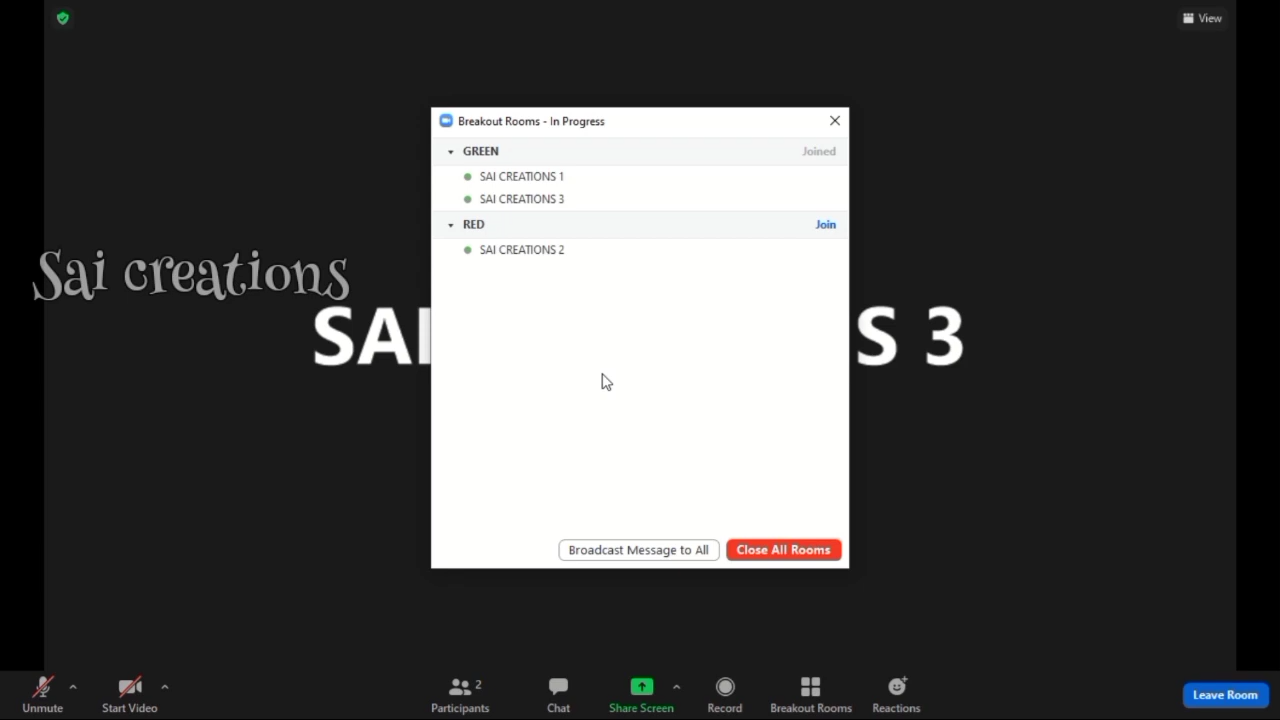 View
Breakout Rooms - In Progress
GREEN Joined
SAI CREATIONS 1
SAI CREATIONS 3
RED Join
SAI CREATIONS 2
Sai creations
SAI S 3
Broadcast Message to All Close All Rooms
2
Unmute Start Video Participants Chat Share Screen Record Breakout Rooms Reactions Leave Room